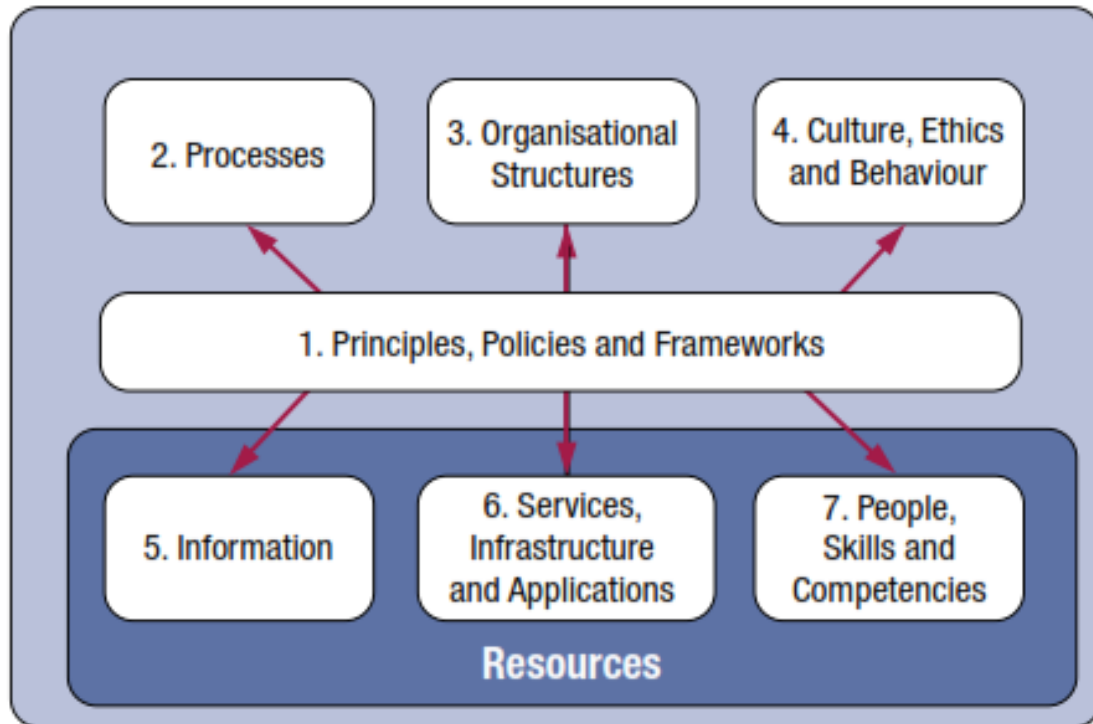 2. Processes
3. Organisational
Structures
4. Culture, Ethics
and Behaviour
1. Principles, Policies and Frameworks
5. Information
6. Services,
Infrastructure
and Applications
7. People,
Skills and
Competencies
Resources